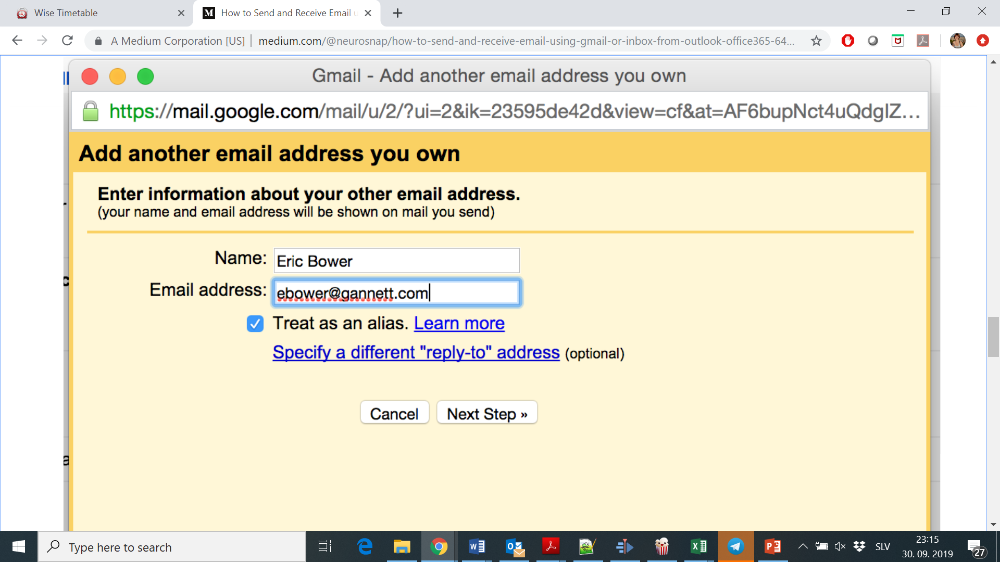 Wise Timetable
How to Send and Receive Email u
A Medium Corporation [US]
medium.com/@neurosnap/how-to-send-and-receive-email-using-gmail-or-inbox-from-outlook-office365-64...
Gmail - Add another email address you own
https://mail.google.com/mail/u/2/?ui=2&ik=23595de42d&view=cf&at=AF6bupNct4uQdgIZ...
Add another email address you own
Enter information about your other email address.
(your name and email address will be shown on mail you send)
Name: Eric Bower
Email address: ebower@gannett.com
Treat as an alias. Learn more
Specify a different "reply-to" address (optional)
Cancel
Next Step »
Type here to search
SLV
23:15
30. 09. 2019
27